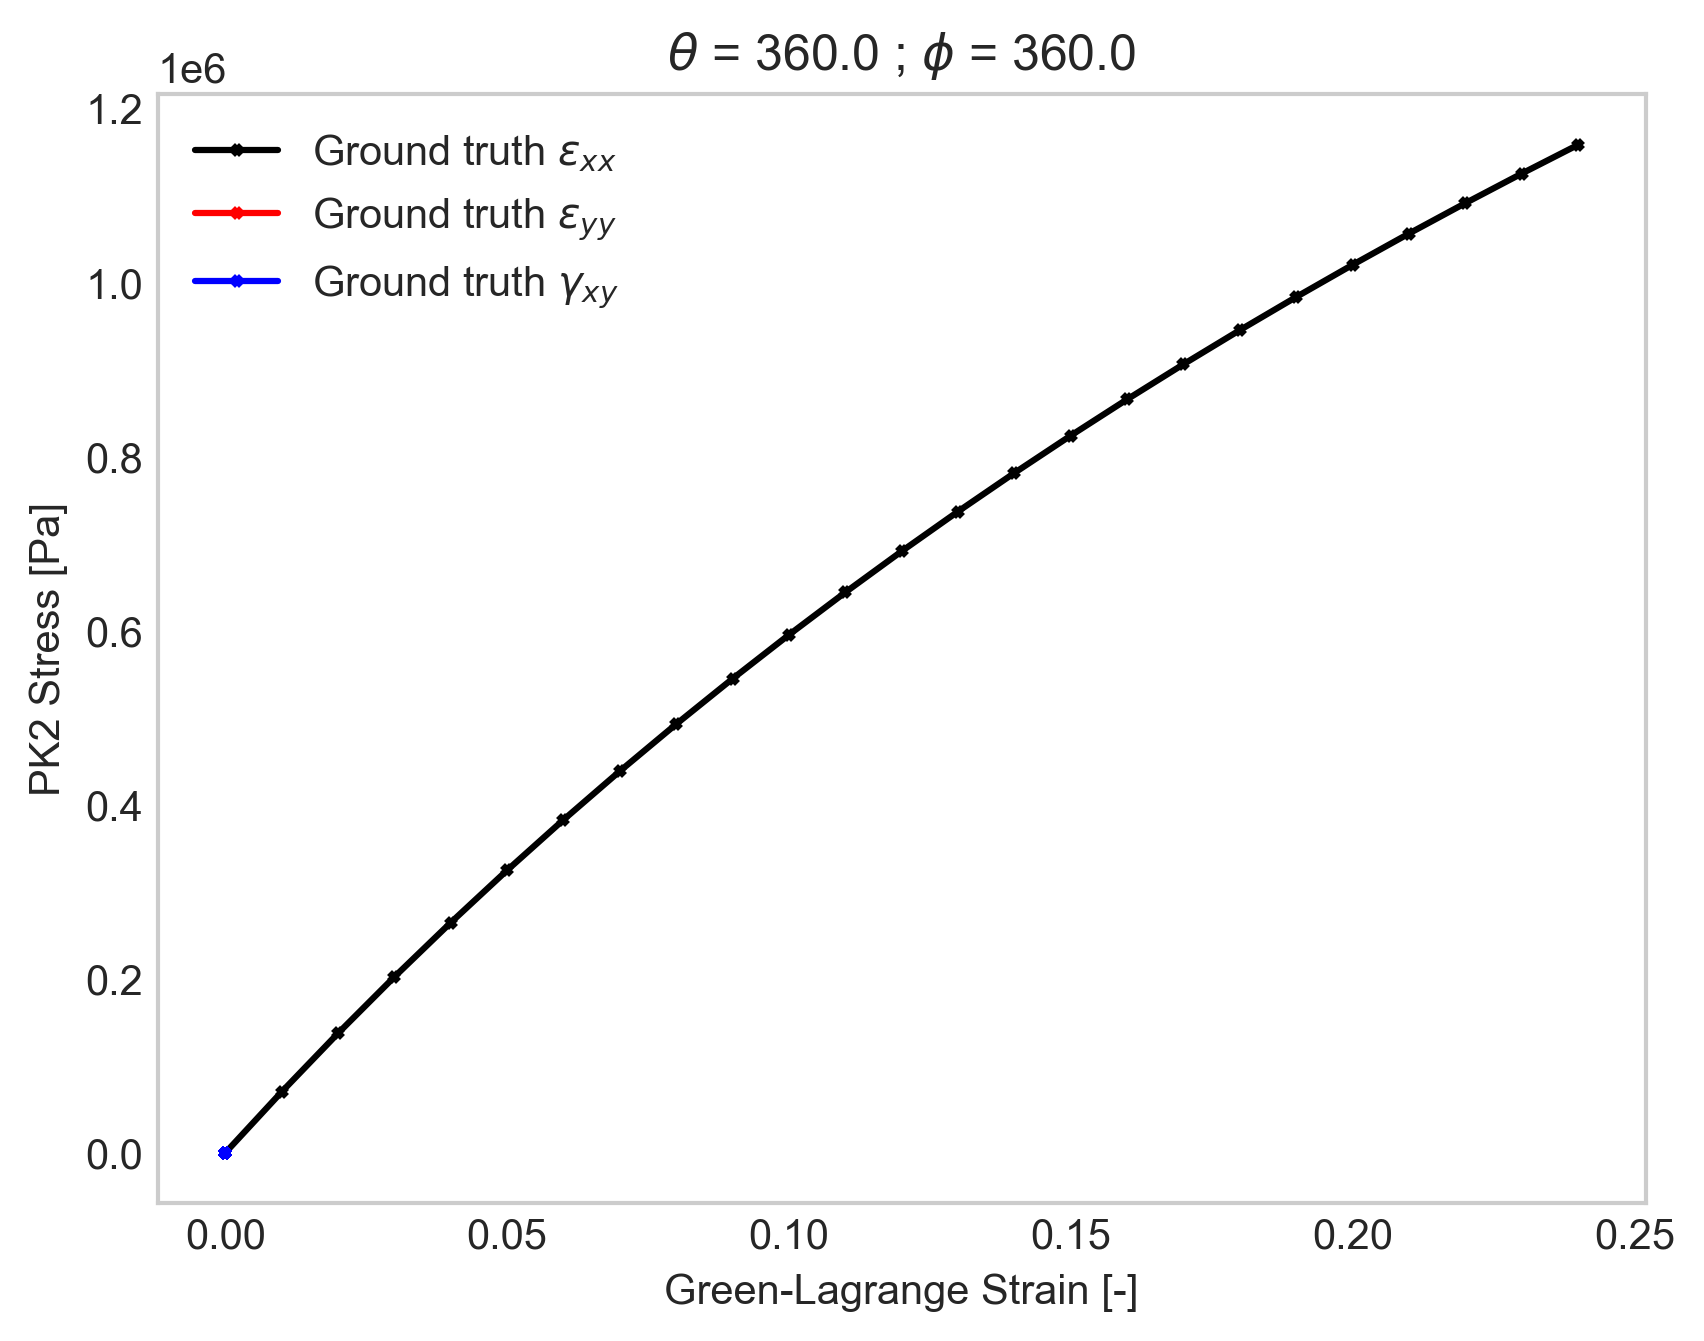 θ = 360.0 ; ϕ = 360.0
1e6
1.2
1.0
0.8
0.6
0.4
0.2
0.0
PK2 Stress [Pa]
Ground truth εxx
Ground truth εyy
Ground truth γxy
0.00 0.05 0.10 0.15 0.20 0.25
Green-Lagrange Strain [-]